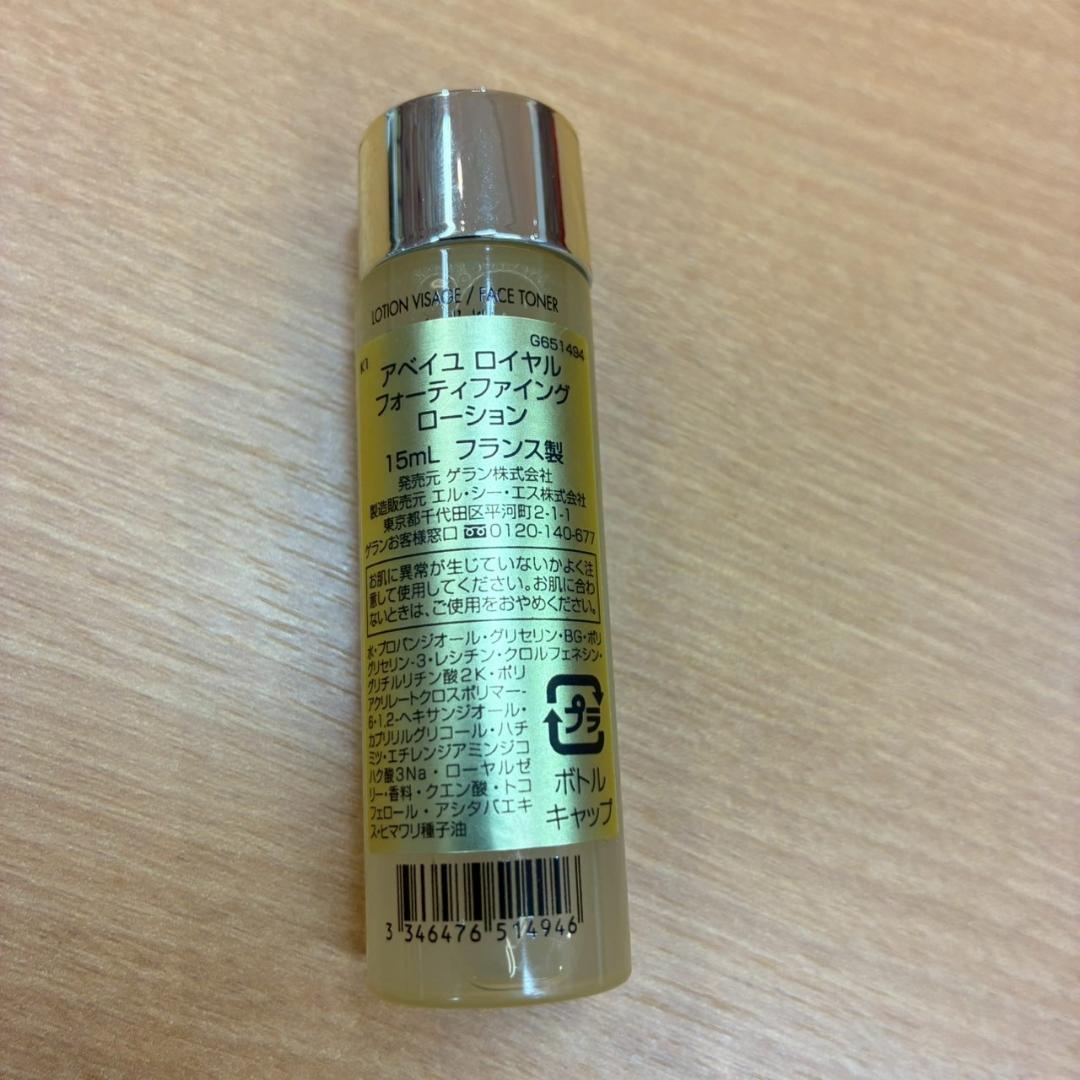 LOTION VISAGE / FACE TONER
G651494
K1
アベイユ ロイヤル
フォーティファイング
ローション
15mL フランス製
発売元 ゲラン株式会社
製造販売元 エル・シー・エス株式会社
東京都千代田区平河町2-1-1
ゲランお客様窓口 0120-140-677
お肌に異常が生じていないかよく注
意して使用してください。お肌に合わ
ないときは、ご使用をおやめください。
水・プロパンジオール・グリセリン・BG・ポリ
グリセリン-3・レシチン・クロルフェネシン・
グリチルリチン酸2K・ポリ
アクリレートクロスポリマー-
6・1,2-ヘキサンジオール・
カプリリルグリコール・ハチ
ミツ・エチレンジアミンジコ
ハク酸3Na・ローヤルゼ
リー・香料・クエン酸・トコ
フェロール・アシタバエキ
ス・ヒマワリ種子油
プラ
ボトル
キャップ
3 346476 514946